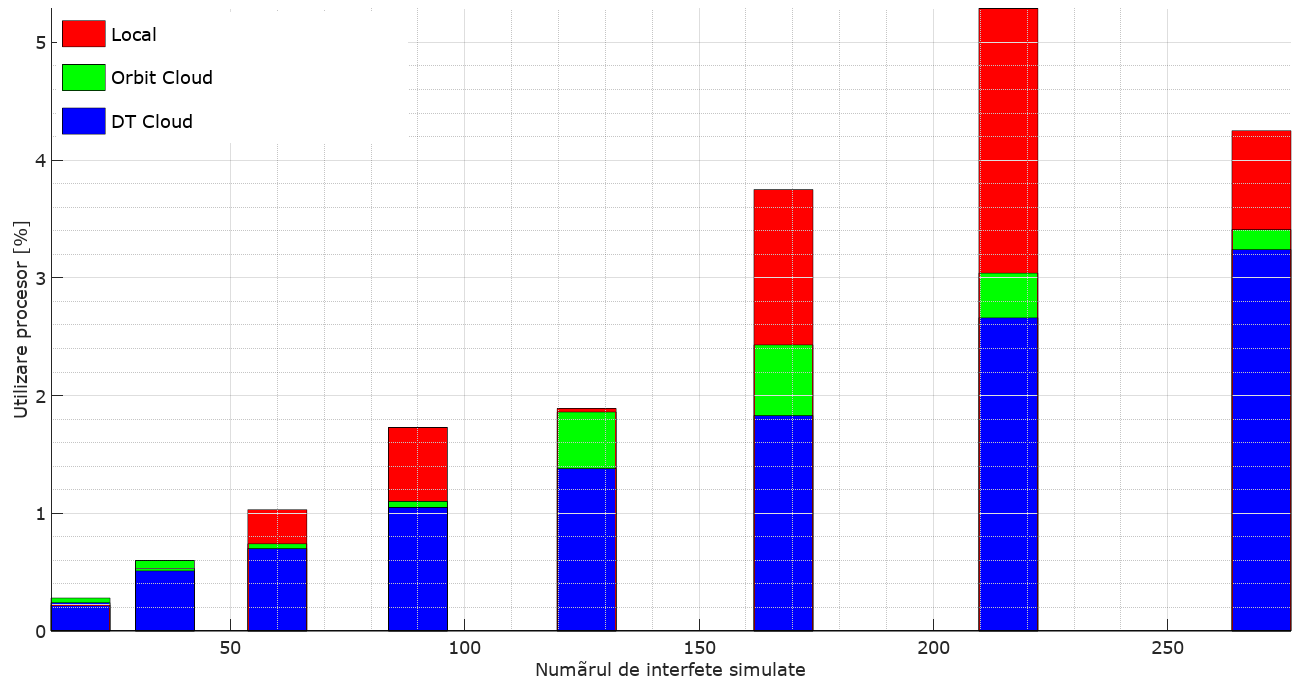 Local
Orbit Cloud
DT Cloud
5
4
3
2
1
0
Utilizare procesor [%]
50 100 150 200 250
Numãrul de interfete simulate